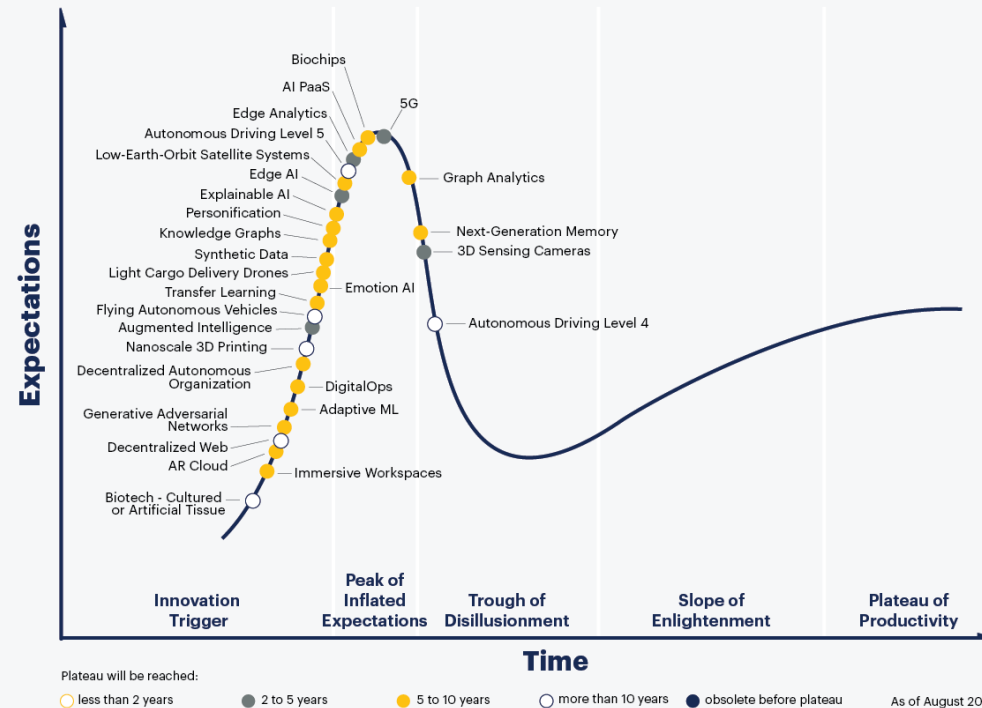 Biochips
AI PaaS
5G
Edge Analytics
Autonomous Driving Level 5
Low-Earth-Orbit Satellite Systems
Edge AI
Graph Analytics
Explainable AI
Personification
Knowledge Graphs
Next-Generation Memory
3D Sensing Cameras
Synthetic Data
Light Cargo Delivery Drones
Emotion AI
Transfer Learning
Flying Autonomous Vehicles
Augmented Intelligence
Autonomous Driving Level 4
Nanoscale 3D Printing
Decentralized Autonomous
Organization
DigitalOps
Adaptive ML
Generative Adversarial
Networks
Decentralized Web
AR Cloud
Immersive Workspaces
Biotech - Cultured
or Artificial Tissue
Expectations
Innovation
Trigger
Peak of
Inflated
Expectations
Trough of
Disillusionment
Slope of
Enlightenment
Plateau of
Productivity
Time
Plateau will be reached:
less than 2 years
2 to 5 years
5 to 10 years
more than 10 years
obsolete before plateau
As of August 20